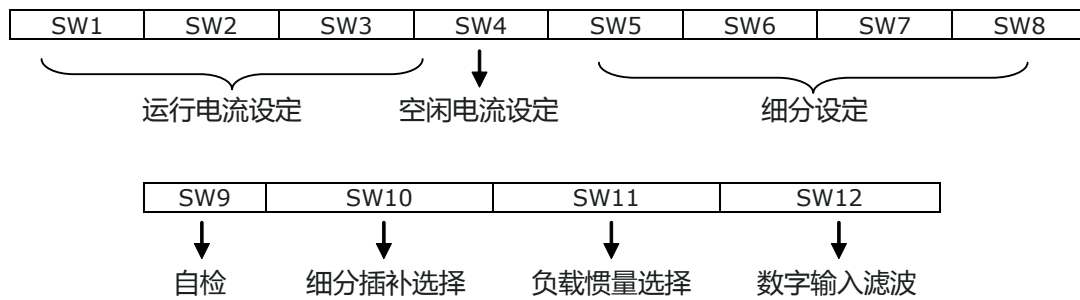 SW1 SW2 SW3 SW4 SW5 SW6 SW7 SW8
运行电流设定 空闲电流设定 细分设定
SW9 SW10 SW11 SW12
自检 细分插补选择 负载惯量选择 数字输入滤波